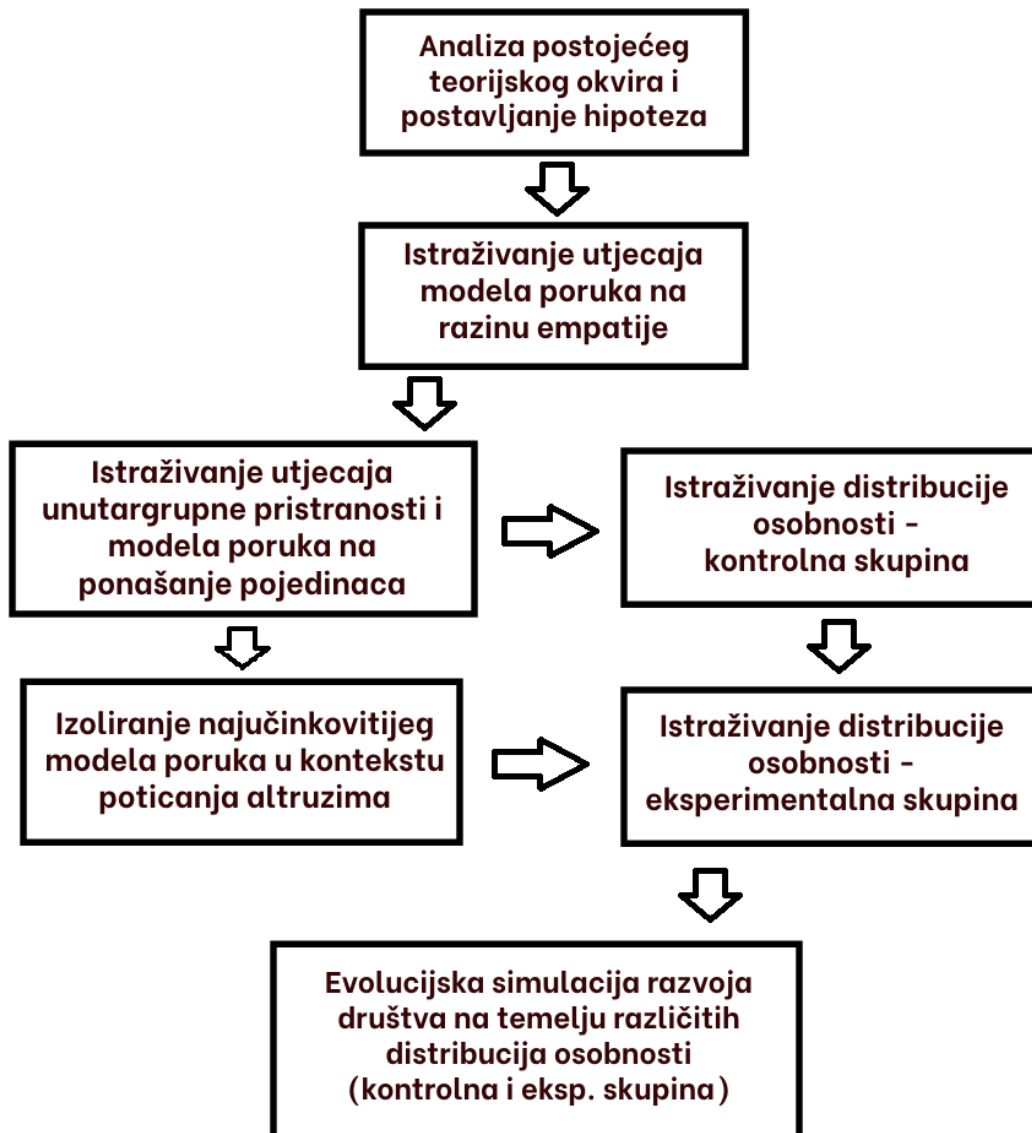 Analiza postojećeg
teorijskog okvira i
postavljanje hipoteza
Istraživanje utjecaja
modela poruka na
razinu empatije
Istraživanje utjecaja
unutargrupne pristranosti i
modela poruka na
ponašanje pojedinaca
Istraživanje distribucije
osobnosti –
kontrolna skupina
Izoliranje najučinkovitijeg
modela poruka u kontekstu
poticanja altruzima
Istraživanje distribucije
osobnosti –
eksperimentalna skupina
Evolucijska simulacija razvoja
društva na temelju različitih
distribucija osobnosti
(kontrolna i eksp. skupina)